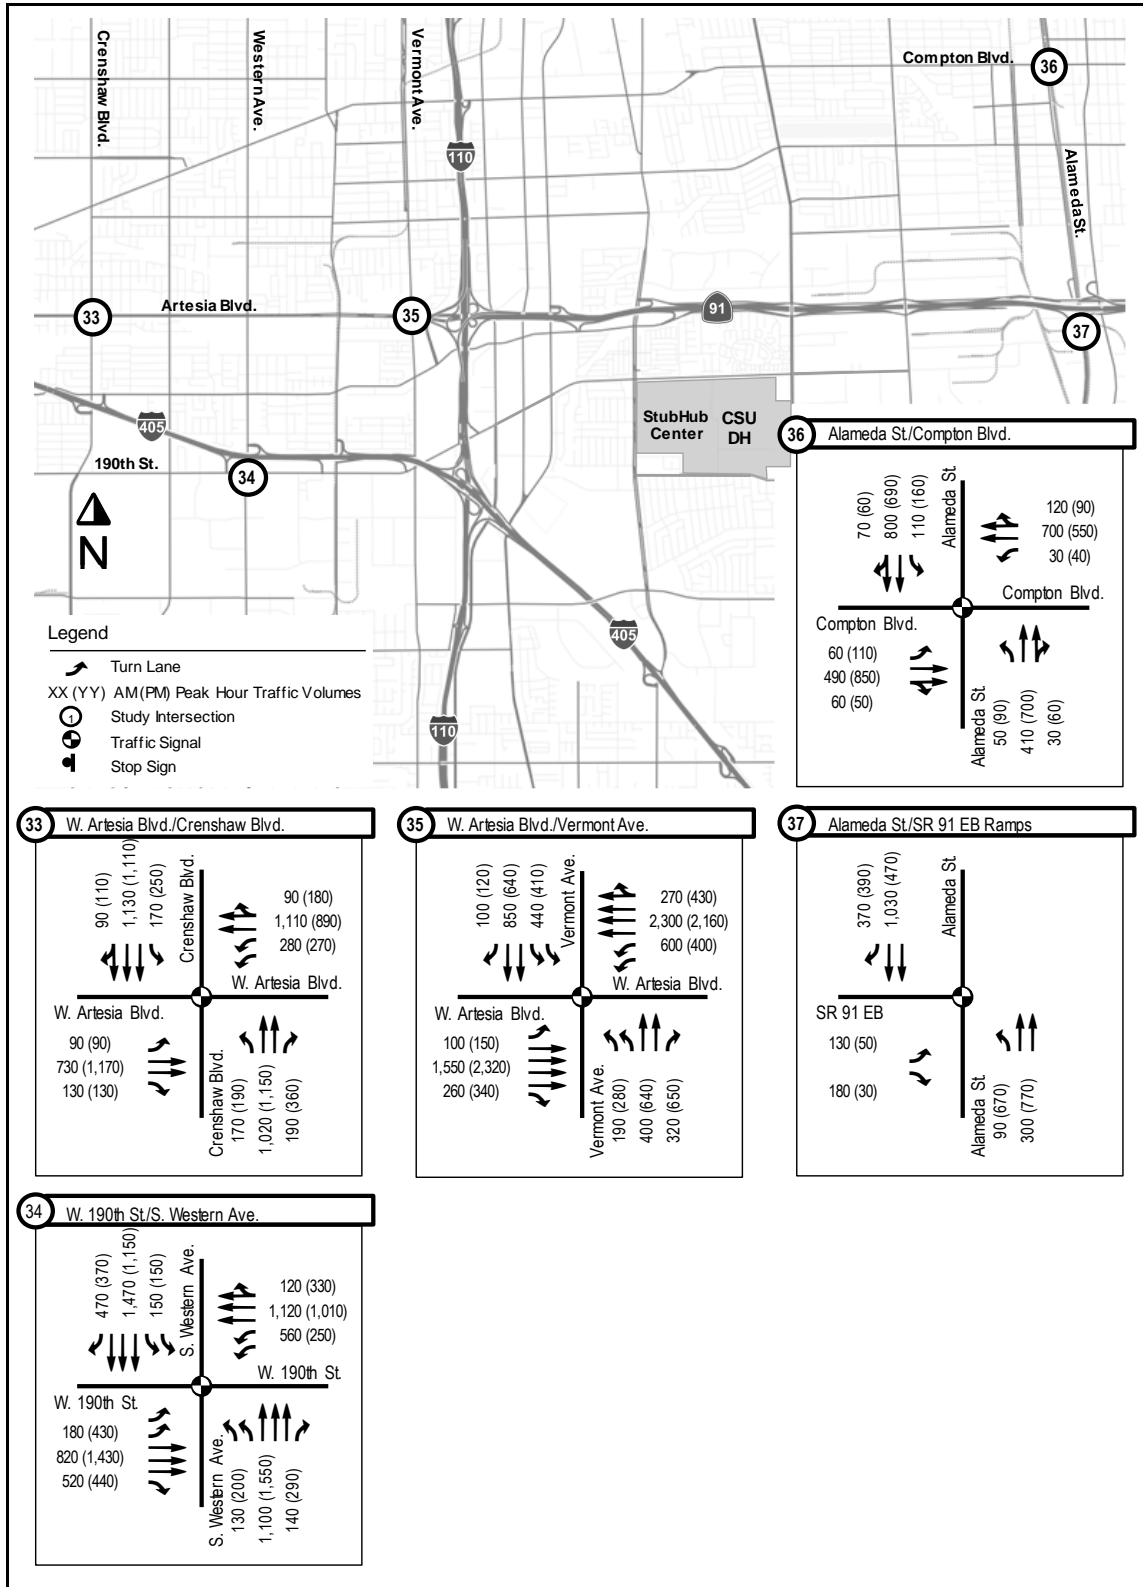 Crenshaw Blvd.
Western Ave.
Vermont Ave.
Compton Blvd.
36
110
Alameda St.
33
Artesia Blvd.
35
91
37
405
StubHub
Center
CSU
DH
190th St.
34
N
405
110
Legend
Turn Lane
XX (YY) AM(PM) Peak Hour Traffic Volumes
1
Study Intersection
Traffic Signal
Stop Sign
36
Alameda St./Compton Blvd.
70 (60)
800 (690)
110 (160)
Alameda St.
120 (90)
700 (550)
30 (40)
Compton Blvd.
Compton Blvd.
60 (110)
490 (850)
60 (50)
Alameda St.
50 (90)
410 (700)
30 (60)
33
W. Artesia Blvd./Crenshaw Blvd.
90 (110)
1,130 (1,110)
170 (250)
Crenshaw Blvd.
90 (180)
1,110 (890)
280 (270)
W. Artesia Blvd.
W. Artesia Blvd.
90 (90)
730 (1,170)
130 (130)
Crenshaw Blvd.
170 (190)
1,020 (1,150)
190 (360)
35
W. Artesia Blvd./Vermont Ave.
100 (120)
850 (640)
440 (410)
Vermont Ave.
270 (430)
2,300 (2,160)
600 (400)
W. Artesia Blvd.
W. Artesia Blvd.
100 (150)
1,550 (2,320)
260 (340)
Vermont Ave.
190 (280)
400 (640)
320 (650)
37
Alameda St./SR 91 EB Ramps
370 (390)
1,030 (470)
Alameda St.
SR 91 EB
130 (50)
180 (30)
Alameda St.
90 (670)
300 (770)
34
W. 190th St./S. Western Ave.
470 (370)
1,470 (1,150)
150 (150)
S. Western Ave.
120 (330)
1,120 (1,010)
560 (250)
W. 190th St.
W. 190th St.
180 (430)
820 (1,430)
520 (440)
S. Western Ave.
130 (200)
1,100 (1,550)
140 (290)